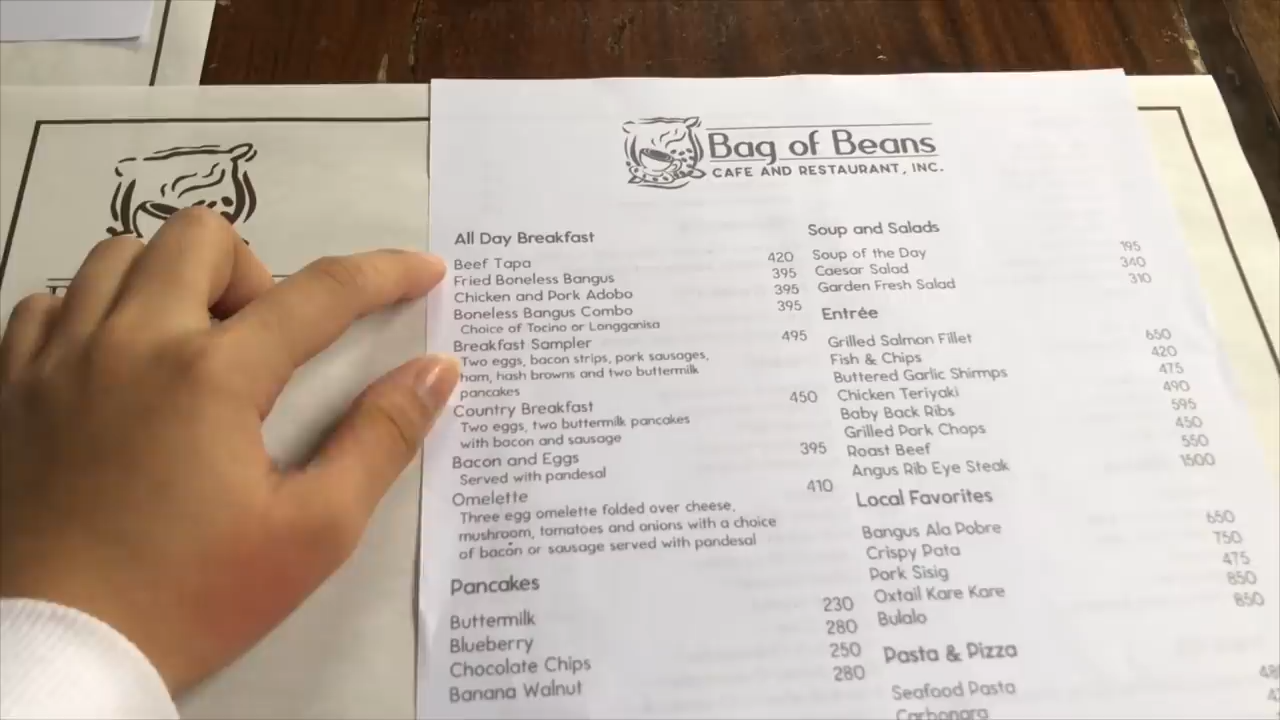 Bag of Beans
CAFE AND RESTAURANT, INC.
All Day Breakfast
Beef Tapa 420
Fried Boneless Bangus 395
Chicken and Pork Adobo 395
Boneless Bangus Combo 395
Choice of Tocino or Longganisa
Breakfast Sampler 495
Two eggs, bacon strips, pork sausages,
ham, hash browns and two buttermilk
pancakes
Country Breakfast 450
Two eggs, two buttermilk pancakes
with bacon and sausage
Bacon and Eggs 395
Served with pandesal
Omelette 410
Three egg omelette folded over cheese,
mushroom, tomatoes and onions with a choice
of bacon or sausage served with pandesal
Pancakes
Buttermilk 230
Blueberry 280
Chocolate Chips 250
Banana Walnut 280
Soup and Salads
Soup of the Day 195
Caesar Salad 340
Garden Fresh Salad 310
Entrée
Grilled Salmon Fillet 650
Fish & Chips 420
Buttered Garlic Shirmps 475
Chicken Teriyaki 490
Baby Back Ribs 595
Grilled Pork Chops 450
Roast Beef 550
Angus Rib Eye Steak 1500
Local Favorites
Bangus Ala Pobre 650
Crispy Pata 750
Pork Sisig 475
Oxtail Kare Kare 850
Bulalo 850
Pasta & Pizza
Seafood Pasta
Carbonara